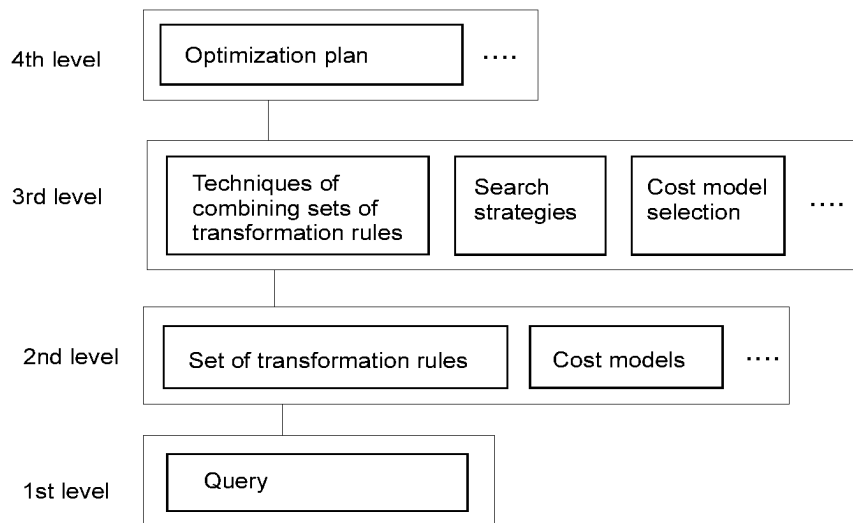 4th level
Optimization plan
....
3rd level
Techniques of
combining sets of
transformation rules
Search
strategies
Cost model
selection
....
2nd level
Set of transformation rules
Cost models
....
1st level
Query